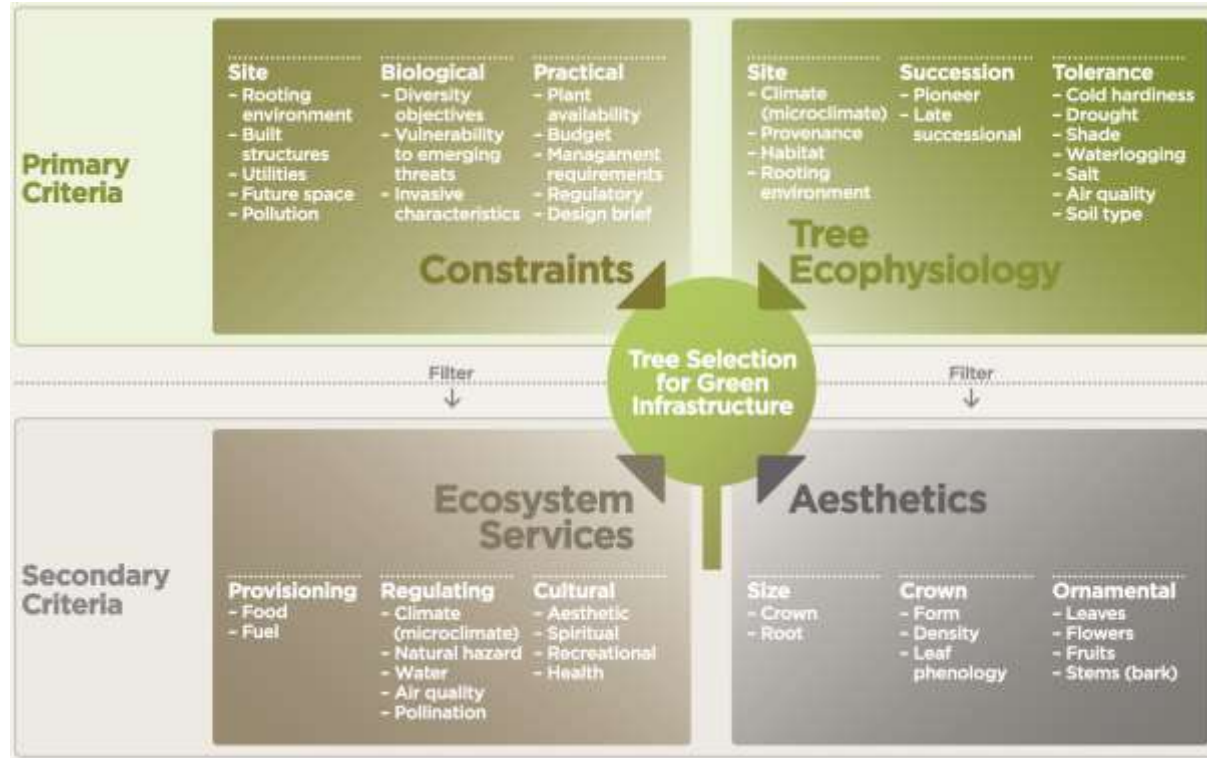 Primary
Criteria
Site
– Rooting
environment
– Built
structures
– Utilities
– Future space
– Pollution
Biological
– Diversity
objectives
– Vulnerability
to emerging
threats
– Invasive
characteristics
Practical
– Plant
availability
– Budget
– Managament
requirements
– Regulatory
– Design brief
Constraints
Site
– Climate
(microclimate)
– Provenance
– Habitat
– Rooting
environment
Succession
– Pioneer
– Late
successional
Tolerance
– Cold hardiness
– Drought
– Shade
– Waterlogging
– Salt
– Air quality
– Soil type
Tree
Ecophysiology
Filter
Tree Selection
for Green
Infrastructure
Filter
Secondary
Criteria
Ecosystem
Services
Provisioning
– Food
– Fuel
Regulating
– Climate
(microclimate)
– Natural hazard
– Water
– Air quality
– Pollination
Cultural
– Aesthetic
– Spiritual
– Recreational
– Health
Aesthetics
Size
– Crown
– Root
Crown
– Form
– Density
– Leaf
phenology
Ornamental
– Leaves
– Flowers
– Fruits
– Stems (bark)